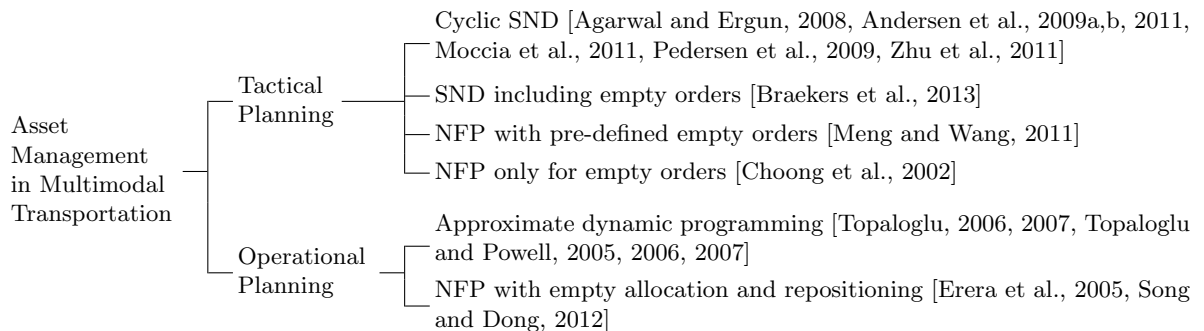 Asset
Management
in Multimodal
Transportation
Tactical
Planning
Cyclic SND [Agarwal and Ergun, 2008, Andersen et al., 2009a,b, 2011,
Moccia et al., 2011, Pedersen et al., 2009, Zhu et al., 2011]
SND including empty orders [Braekers et al., 2013]
NFP with pre-defined empty orders [Meng and Wang, 2011]
NFP only for empty orders [Choong et al., 2002]
Operational
Planning
Approximate dynamic programming [Topaloglu, 2006, 2007, Topaloglu
and Powell, 2005, 2006, 2007]
NFP with empty allocation and repositioning [Erera et al., 2005, Song
and Dong, 2012]